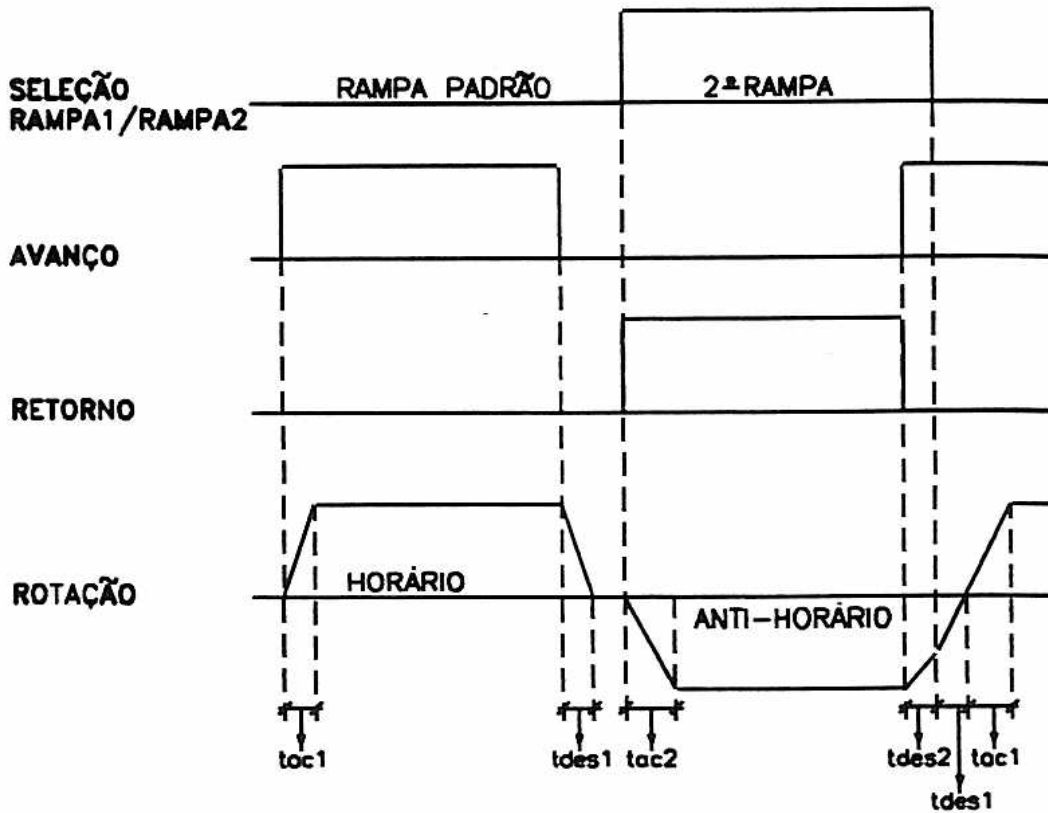 SELEÇÃO
RAMPA1/RAMPA2
RAMPA PADRÃO
2ª RAMPA
AVANÇO
RETORNO
ROTAÇÃO
HORÁRIO
ANTI-HORÁRIO
toc1
tdes1
tac2
tdes2
tac1
tdes1